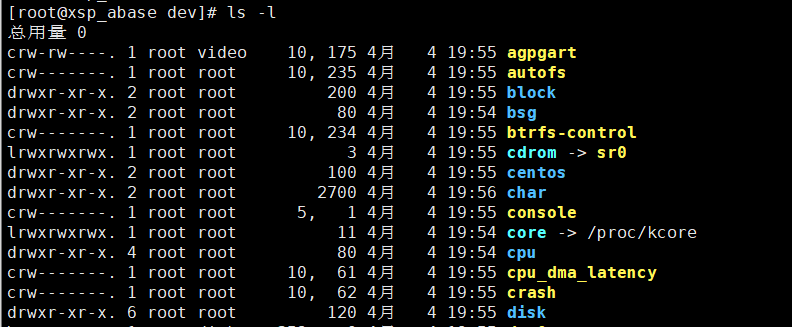 [root@xsp_abase dev]# ls -l
总用量 0
crw-rw----. 1 root video    10, 175 4月   4 19:55 agpgart
crw-------. 1 root root     10, 235 4月   4 19:55 autofs
drwxr-xr-x. 2 root root         200 4月   4 19:55 block
drwxr-xr-x. 2 root root          80 4月   4 19:54 bsg
crw-------. 1 root root     10, 234 4月   4 19:55 btrfs-control
lrwxrwxrwx. 1 root root           3 4月   4 19:55 cdrom -> sr0
drwxr-xr-x. 2 root root         100 4月   4 19:55 centos
drwxr-xr-x. 2 root root        2700 4月   4 19:56 char
crw-------. 1 root root      5,   1 4月   4 19:55 console
lrwxrwxrwx. 1 root root          11 4月   4 19:54 core -> /proc/kcore
drwxr-xr-x. 4 root root          80 4月   4 19:54 cpu
crw-------. 1 root root     10,  61 4月   4 19:55 cpu_dma_latency
crw-------. 1 root root     10,  62 4月   4 19:55 crash
drwxr-xr-x. 6 root root         120 4月   4 19:55 disk